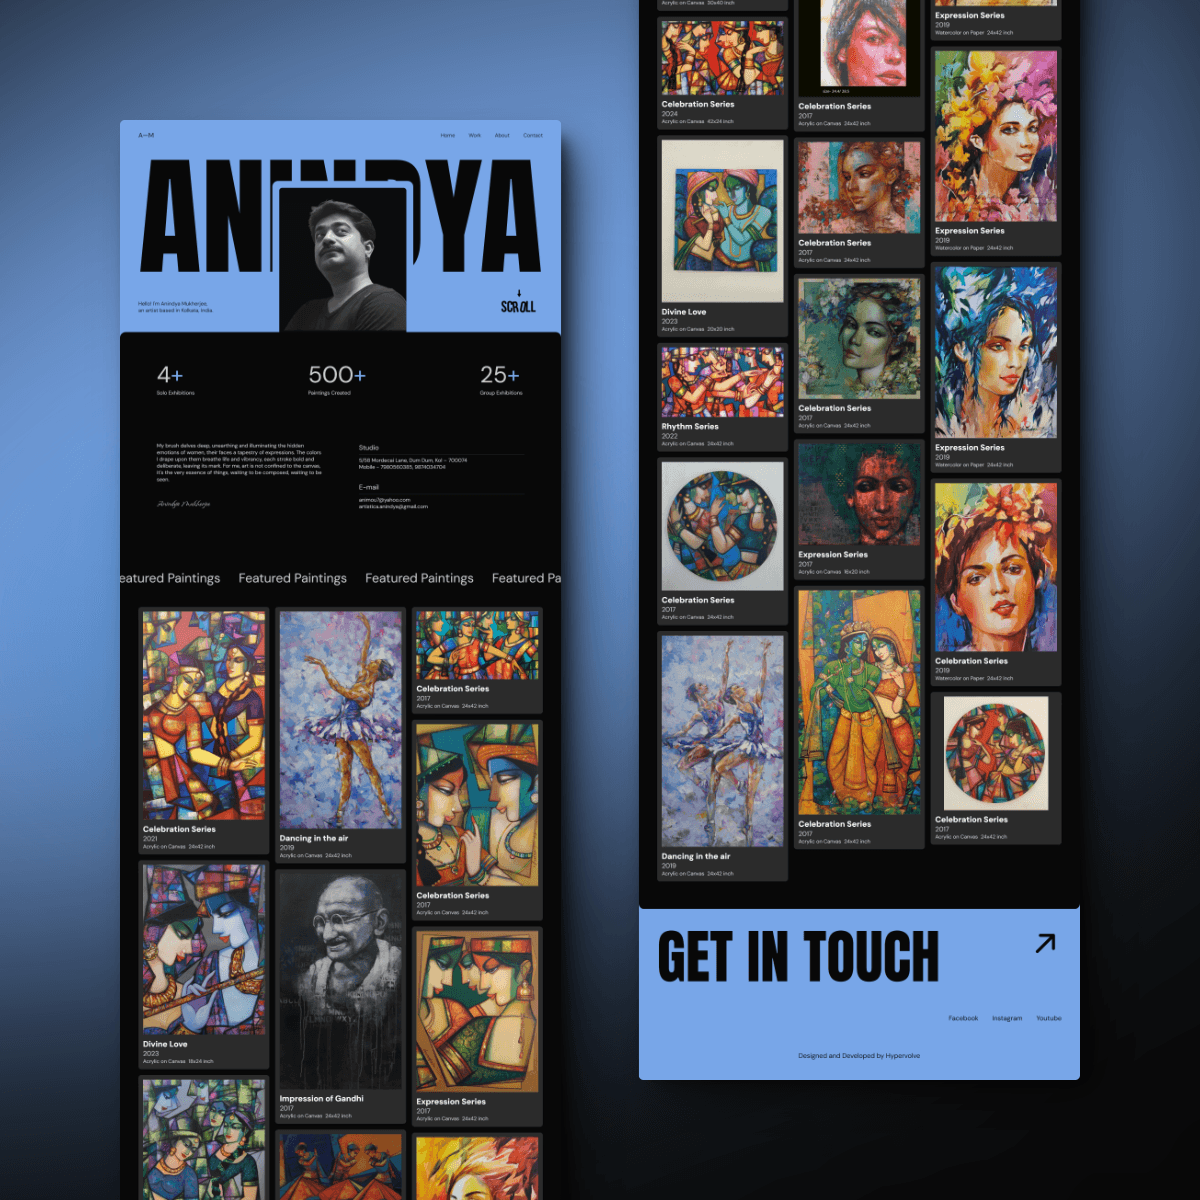 A—M
Home Work About Contact
ANINDYA
Hello! I'm Anindya Mukherjee,
an artist based in Kolkata, India.
SCROLL
4+
Solo Exhibitions
500+
Paintings Created
25+
Group Exhibitions
My brush delves deep, unearthing and illuminating the hidden
emotions of women, their faces a tapestry of expressions. The colors
I drape upon them breathe life and vibrancy, each stroke bold and
deliberate, leaving its mark. For me, art is not confined to the canvas,
it's the very essence of things, waiting to be composed, waiting to be
seen.
Anindya Mukherjee
Studio
5/58 Mordecai Lane, Dum Dum, Kol - 700074
Mobile - 7980560385, 9874034704
E-mail
animou7@yahoo.com
artistica.anindya@gmail.com
eatured Paintings Featured Paintings Featured Paintings Featured Pa
Celebration Series
2021
Acrylic on Canvas 24x42 inch
Divine Love
2023
Acrylic on Canvas 18x24 inch
Dancing in the air
2019
Acrylic on Canvas 24x42 inch
Impression of Gandhi
2017
Acrylic on Canvas 24x42 inch
Celebration Series
2017
Acrylic on Canvas 24x42 inch
Celebration Series
2017
Acrylic on Canvas 24x42 inch
Expression Series
2017
Acrylic on Canvas 24x42 inch
Acrylic on Canvas 30x40 inch
Celebration Series
2024
Acrylic on Canvas 42x24 inch
Divine Love
2023
Acrylic on Canvas 20x20 inch
Rhythm Series
2022
Acrylic on Canvas 24x42 inch
Celebration Series
2017
Acrylic on Canvas 24x42 inch
Dancing in the air
2019
Acrylic on Canvas 24x42 inch
Celebration Series
2017
Acrylic on Canvas 24x42 inch
Celebration Series
2017
Acrylic on Canvas 24x42 inch
Celebration Series
2017
Acrylic on Canvas 24x42 inch
Expression Series
2017
Acrylic on Canvas 16x20 inch
Celebration Series
2017
Acrylic on Canvas 24x42 inch
Expression Series
2019
Watercolor on Paper 24x42 inch
Expression Series
2019
Watercolor on Paper 24x42 inch
Expression Series
2019
Watercolor on Paper 24x42 inch
Celebration Series
2019
Watercolor on Paper 24x42 inch
Celebration Series
2017
Acrylic on Canvas 24x42 inch
GET IN TOUCH
Facebook Instagram Youtube
Designed and Developed by Hypervolve